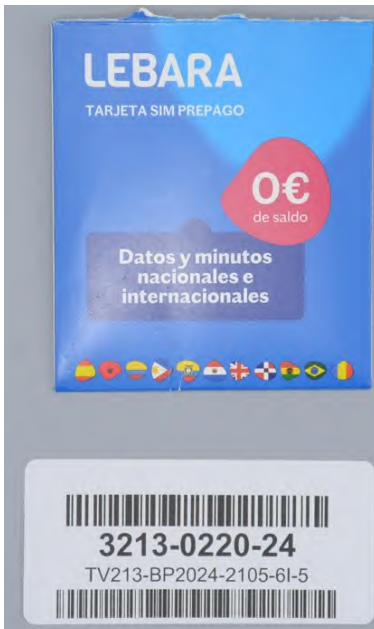 LEBARA
TARJETA SIM PREPAGO
0€
de saldo
Datos y minutos
nacionales e
internacionales
3213-0220-24
TV213-BP2024-2105-6I-5